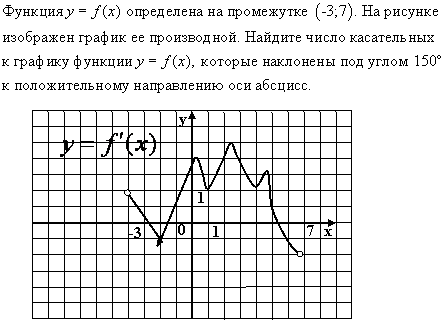 Функция y = f (x) определена на промежутке (-3;7). На рисунке
изображен график ее производной. Найдите число касательных
к графику функции y = f (x), которые наклонены под углом 150°
к положительному направлению оси абсцисс.
y
y = f '(x)
1
-3 0 1 7 x